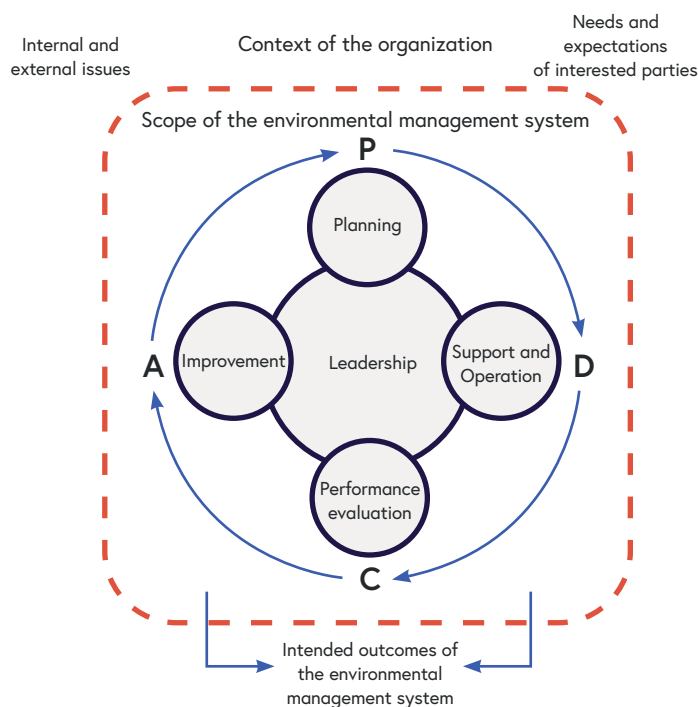 Internal and
external issues
Context of the organization
Needs and
expectations
of interested parties
Scope of the environmental management system
P
Planning
A
Improvement
Leadership
Support and
Operation
D
Performance
evaluation
C
Intended outcomes of
the environmental
management system